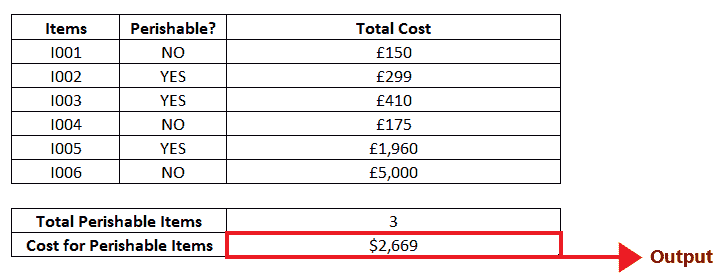 Items Perishable? Total Cost
I001 NO £150
I002 YES £299
I003 YES £410
I004 NO £175
I005 YES £1,960
I006 NO £5,000
Total Perishable Items 3
Cost for Perishable Items $2,669 Output